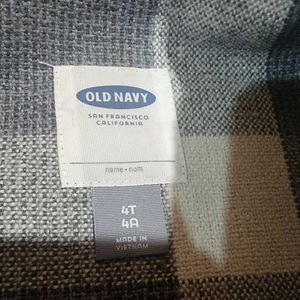 OLD NAVY
SAN FRANCISCO
CALIFORNIA
name • nom
4T
4A
MADE IN
VIETNAM